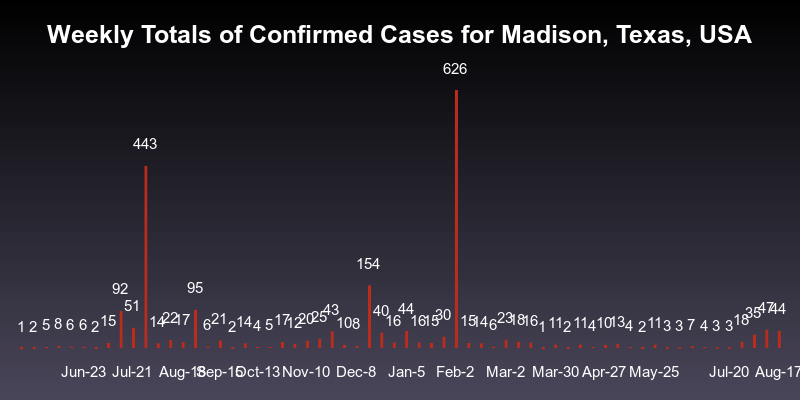 Weekly Totals of Confirmed Cases for Madison, Texas, USA
1 2 5 8 6 6 2 15 92 51 443 14 22 17 95 6 21 2 14 4 5 17 12 20 25 43 10 8 154 40 16 44 16 15 30 626 15 14 6 23 18 16 1 11 2 11 4 10 13 4 2 11 3 3 7 4 3 3 18 35 47 44
Jun-23 Jul-21 Aug-18 Sep-15 Oct-13 Nov-10 Dec-8 Jan-5 Feb-2 Mar-2 Mar-30 Apr-27 May-25 Jul-20 Aug-17